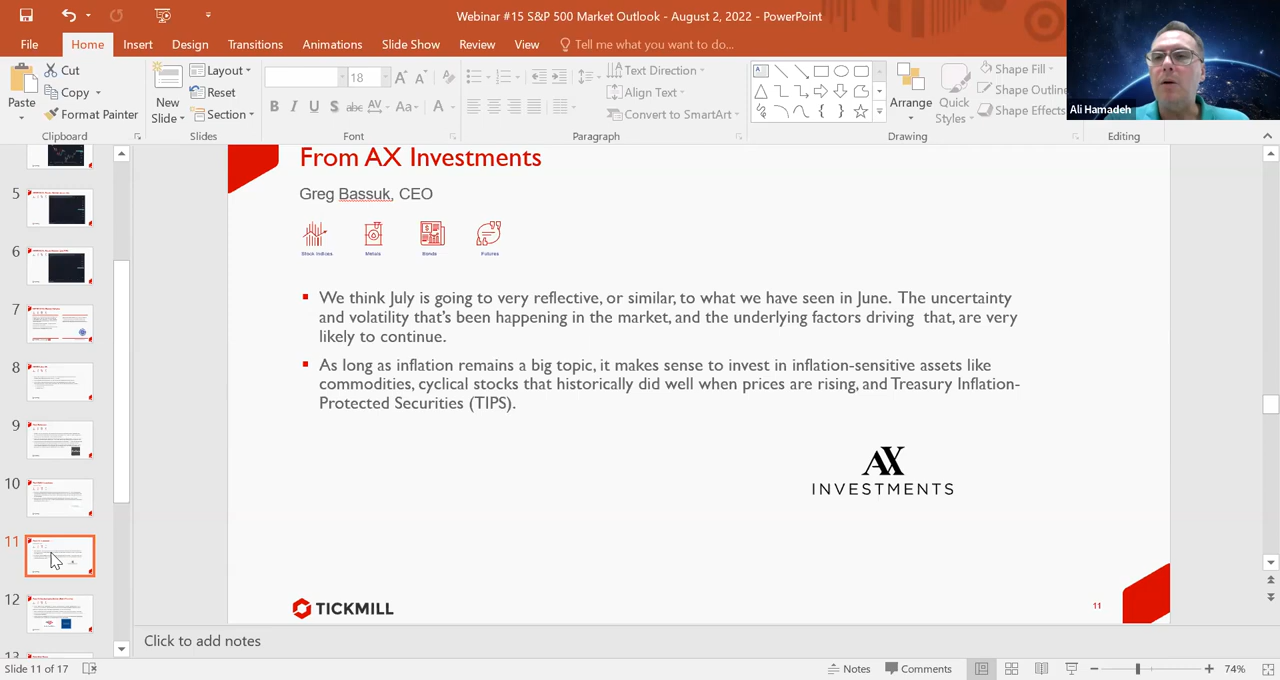 Webinar #15 S&P 500 Market Outlook - August 2, 2022 - PowerPoint
File Home Insert Design Transitions Animations Slide Show Review View Tell me what you want to do...
Paste
Cut
Copy
Format Painter
Clipboard
New Slide
Layout
Reset
Section
Slides
18
Font
Text Direction
Align Text
Convert to SmartArt
Paragraph
Arrange
Quick Styles
Shape Fill
Shape Outline
Shape Effects
Drawing
Editing
Ali Hamadeh
5
6
7
8
9
10
11
12
13
From AX Investments
Greg Bassuk, CEO
Stock Indices Metals Bonds Futures
We think July is going to very reflective, or similar, to what we have seen in June. The uncertainty
and volatility that's been happening in the market, and the underlying factors driving that, are very
likely to continue.
As long as inflation remains a big topic, it makes sense to invest in inflation-sensitive assets like
commodities, cyclical stocks that historically did well when prices are rising, and Treasury Inflation-
Protected Securities (TIPS).
AX
INVESTMENTS
TICKMILL
11
Click to add notes
Slide 11 of 17
Notes Comments 74%